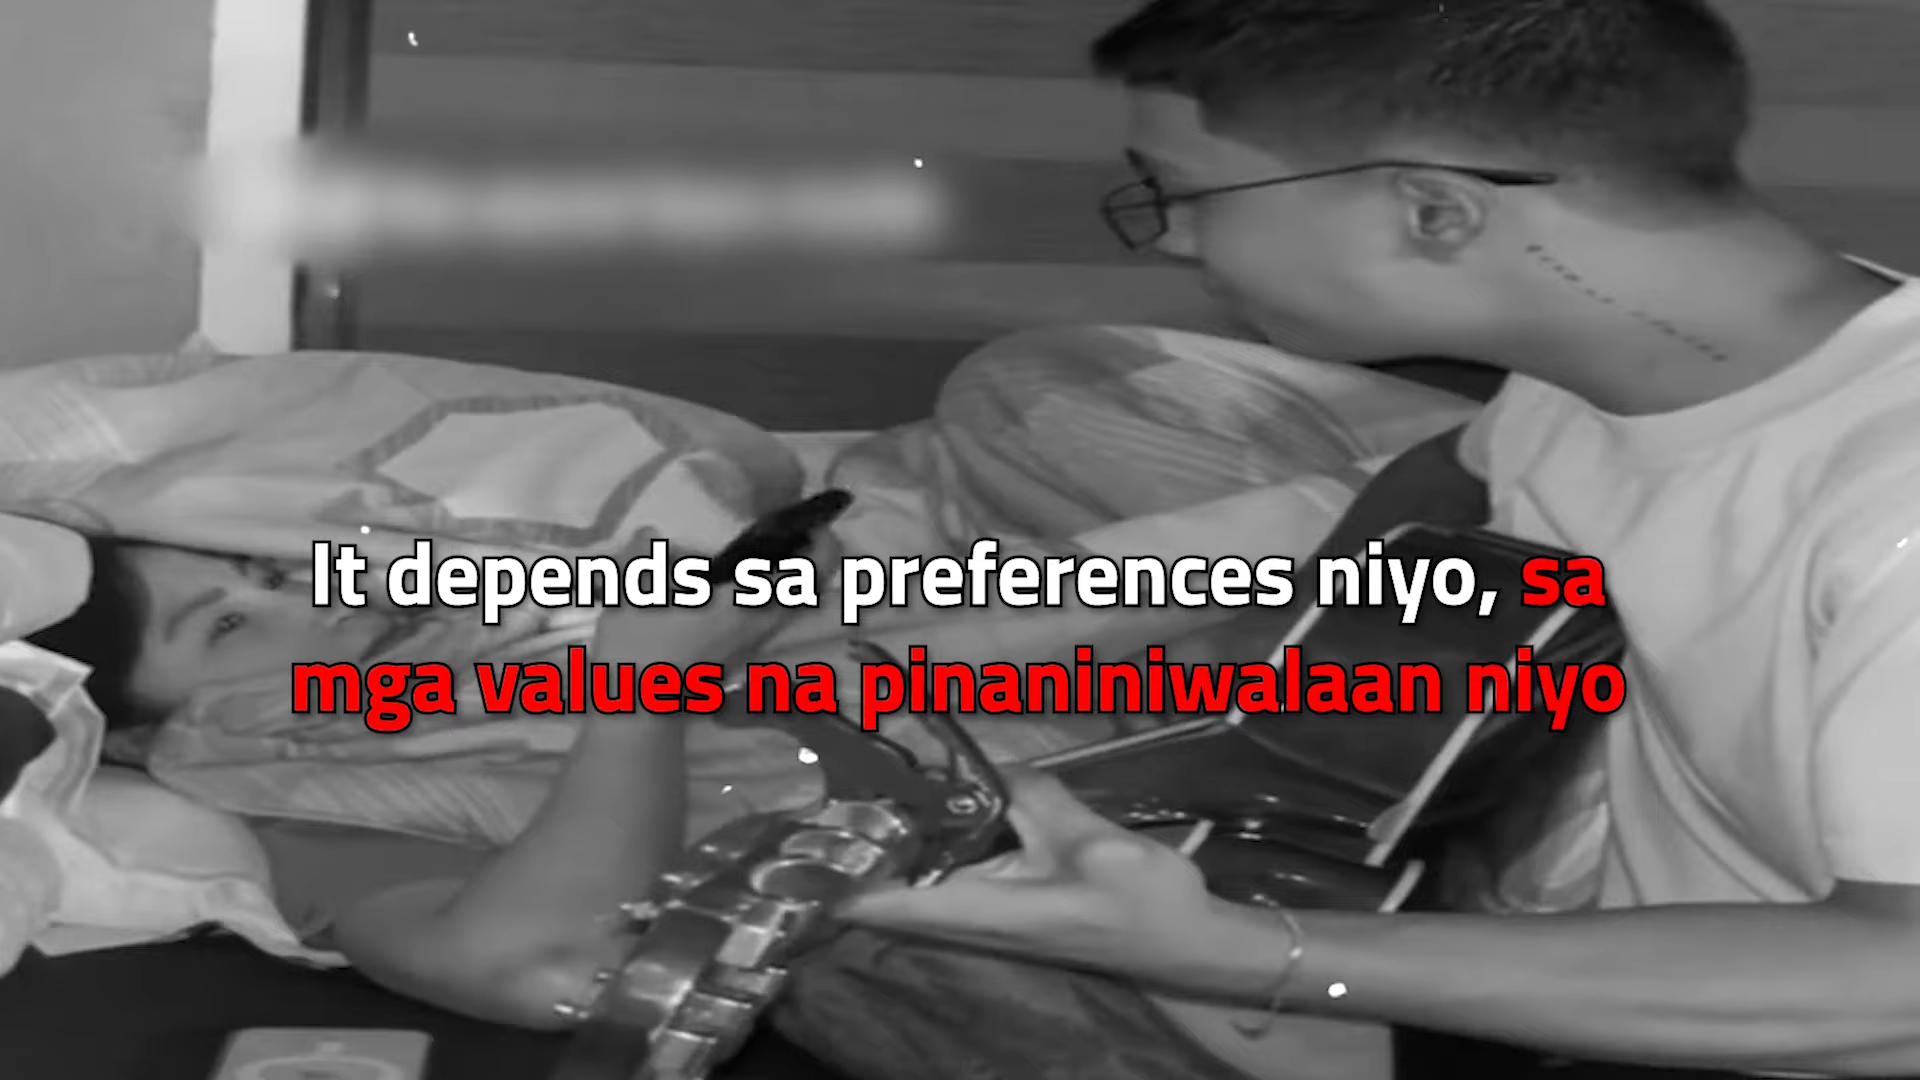 It depends sa preferences niyo, sa
mga values na pinaniniwalaan niyo